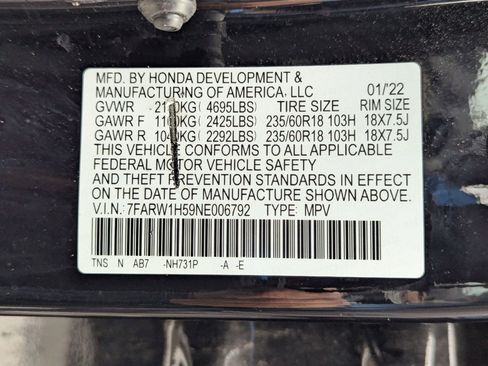 MFD. BY HONDA DEVELOPMENT &
MANUFACTURING OF AMERICA, LLC 01/'22
GVWR (4695LBS) TIRE SIZE RIM SIZE
GAWR F (2425LBS) 235/60R18 103H 18X7.5J
GAWR R (2292LBS) 235/60R18 103H 18X7.5J
THIS VEHICLE CONFORMS TO ALL APPLICABLE
FEDERAL MOTOR VEHICLE SAFETY
AND THEFT PREVENTION STANDARDS IN EFFECT
ON THE DATE OF MANUFACTURE SHOWN ABOVE.
V.I.N.: 7FARW1H59NE006792 TYPE: MPV
TNS N AB7 -NH731P -A -E